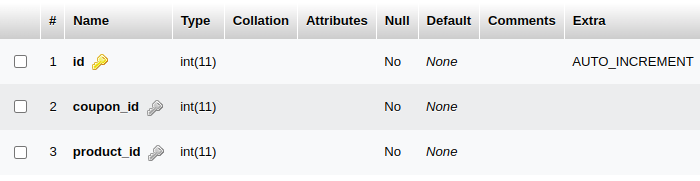 # Name Type Collation Attributes Null Default Comments Extra
1 id int(11) No None AUTO_INCREMENT
2 coupon_id int(11) No None
3 product_id int(11) No None